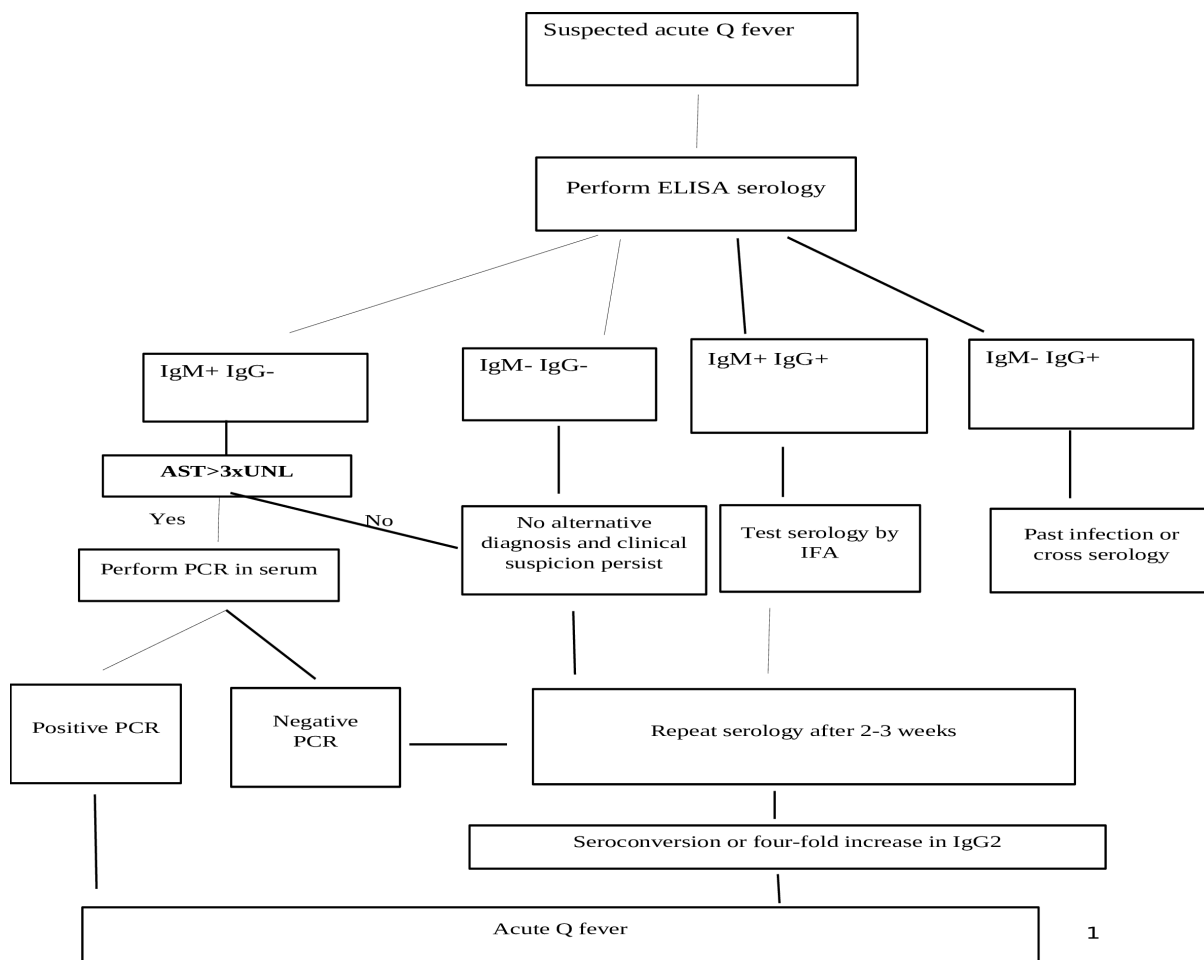 Suspected acute Q fever
Perform ELISA serology
IgM+ IgG-
IgM- IgG-
IgM+ IgG+
IgM- IgG+
AST>3xUNL
Yes
No
No alternative
diagnosis and clinical
suspicion persist
Test serology by
IFA
Past infection or
cross serology
Perform PCR in serum
Positive PCR
Negative
PCR
Repeat serology after 2-3 weeks
Seroconversion or four-fold increase in IgG2
Acute Q fever
1